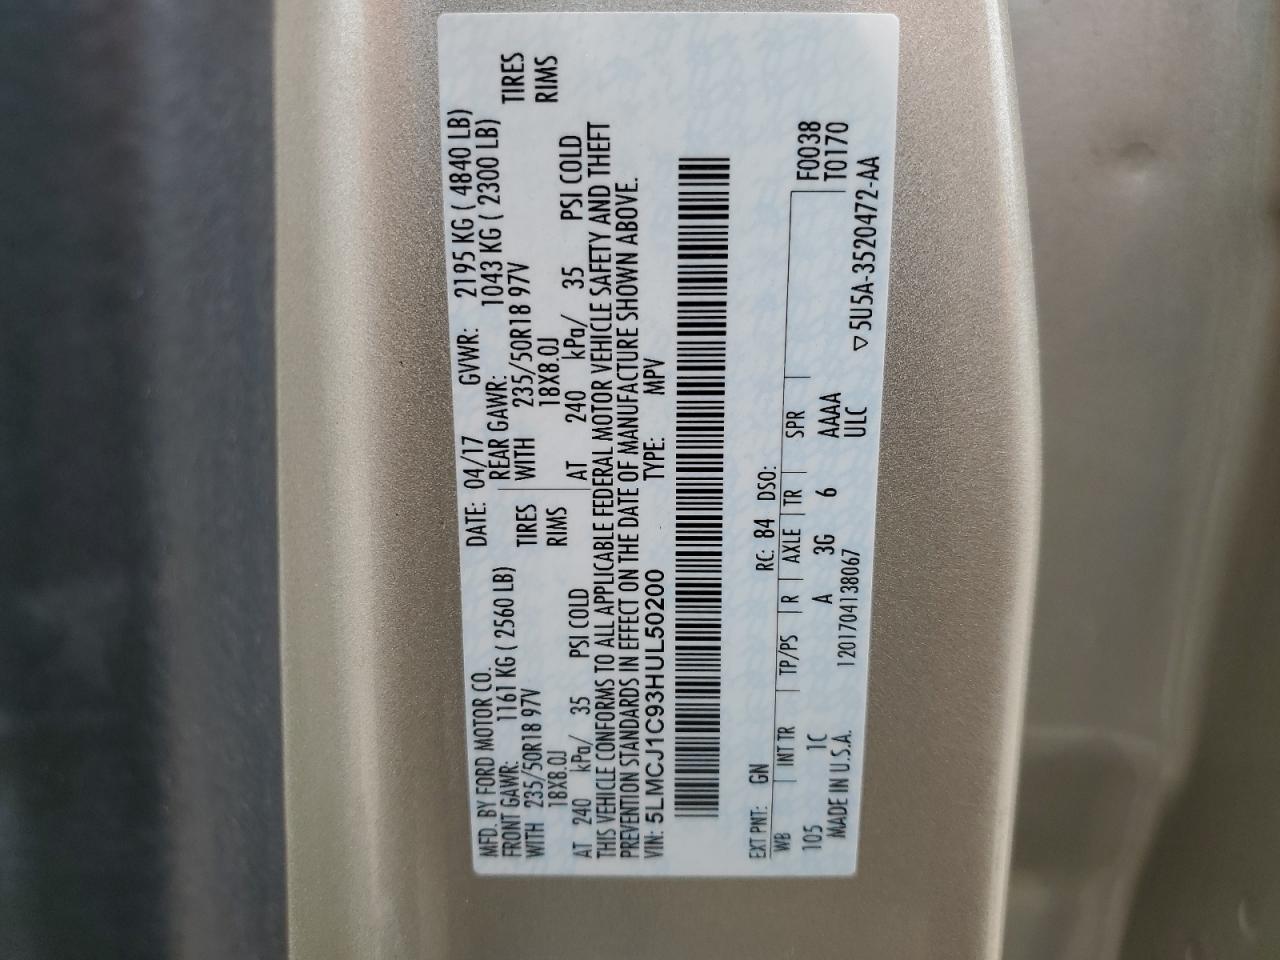 MFD. BY FORD MOTOR CO.
DATE: 04/17 GVWR: 2195 KG ( 4840 LB)
FRONT GAWR: 1161 KG ( 2560 LB) REAR GAWR: 1043 KG ( 2300 LB)
WITH 235/50R18 97V TIRES WITH 235/50R18 97V TIRES
18X8.0J RIMS 18X8.0J RIMS
AT 240 kPa/ 35 PSI COLD AT 240 kPa/ 35 PSI COLD
THIS VEHICLE CONFORMS TO ALL APPLICABLE FEDERAL MOTOR VEHICLE SAFETY AND THEFT
PREVENTION STANDARDS IN EFFECT ON THE DATE OF MANUFACTURE SHOWN ABOVE.
VIN: 5LMCJ1C93HUL50200 TYPE: MPV
EXT PNT: GN RC: 84 DSO:
WB INT TR TP/PS R AXLE TR SPR F0038
105 1C A 3G 6 AAAA T0170
MADE IN U.S.A. 1201704138067 ULC ▽5U5A-3520472-AA